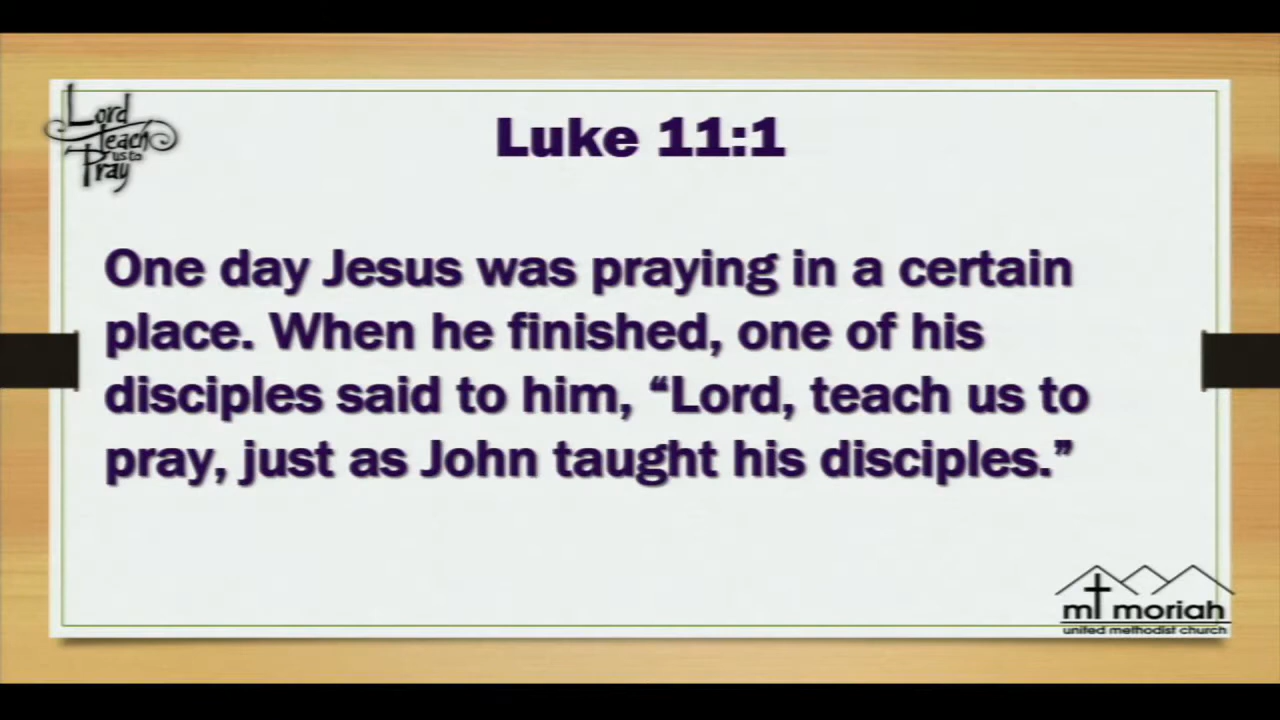 Lord
teach
us to
Pray
Luke 11:1
One day Jesus was praying in a certain
place. When he finished, one of his
disciples said to him, “Lord, teach us to
pray, just as John taught his disciples.”
mt moriah
united methodist church